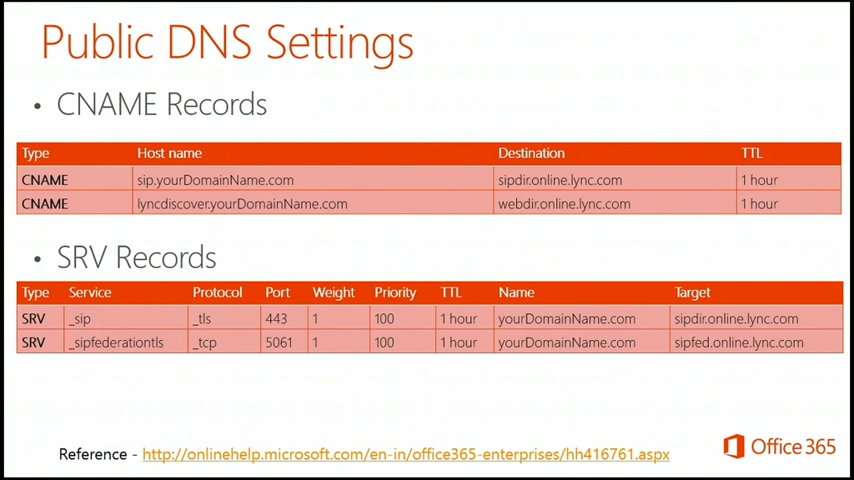 Public DNS Settings
• CNAME Records
Type Host name Destination TTL
CNAME sip.yourDomainName.com sipdir.online.lync.com 1 hour
CNAME lyncdiscover.yourDomainName.com webdir.online.lync.com 1 hour
• SRV Records
Type Service Protocol Port Weight Priority TTL Name Target
SRV _sip _tls 443 1 100 1 hour yourDomainName.com sipdir.online.lync.com
SRV _sipfederationtls _tcp 5061 1 100 1 hour yourDomainName.com sipfed.online.lync.com
Reference - http://onlinehelp.microsoft.com/en-in/office365-enterprises/hh416761.aspx
Office 365